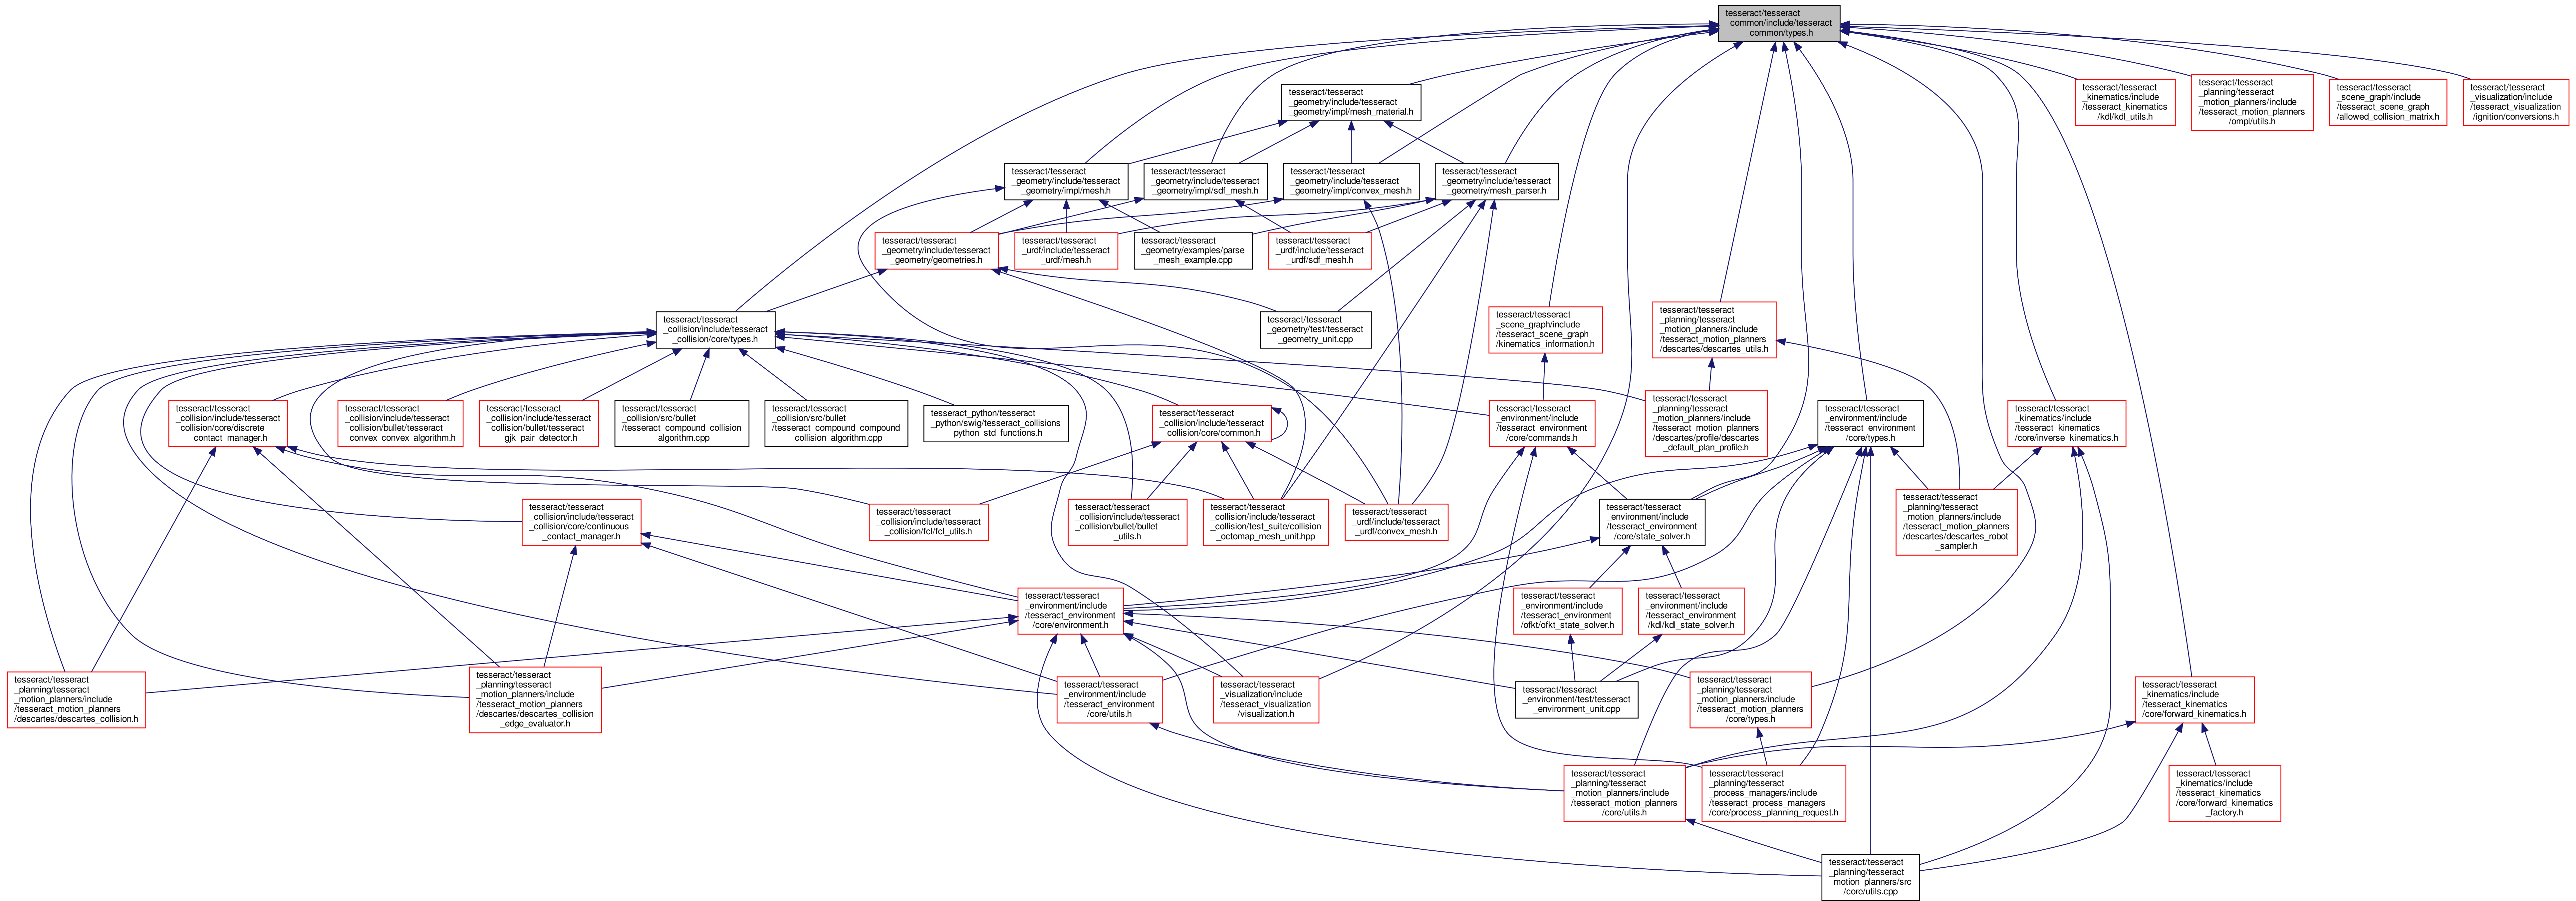 tesseract/tesseract
_common/include/tesseract
_common/types.h
tesseract/tesseract
_geometry/include/tesseract
_geometry/impl/mesh_material.h
tesseract/tesseract
_kinematics/include
/tesseract_kinematics
/kdl/kdl_utils.h
tesseract/tesseract
_planning/tesseract
_motion_planners/include
/tesseract_motion_planners
/ompl/utils.h
tesseract/tesseract
_scene_graph/include
/tesseract_scene_graph
/allowed_collision_matrix.h
tesseract/tesseract
_visualization/include
/tesseract_visualization
/ignition/conversions.h
tesseract/tesseract
_geometry/include/tesseract
_geometry/impl/mesh.h
tesseract/tesseract
_geometry/include/tesseract
_geometry/impl/sdf_mesh.h
tesseract/tesseract
_geometry/include/tesseract
_geometry/impl/convex_mesh.h
tesseract/tesseract
_geometry/include/tesseract
_geometry/mesh_parser.h
tesseract/tesseract
_geometry/include/tesseract
_geometry/geometries.h
tesseract/tesseract
_urdf/include/tesseract
_urdf/mesh.h
tesseract/tesseract
_geometry/examples/parse
_mesh_example.cpp
tesseract/tesseract
_urdf/include/tesseract
_urdf/sdf_mesh.h
tesseract/tesseract
_collision/include/tesseract
_collision/core/types.h
tesseract/tesseract
_geometry/test/tesseract
_geometry_unit.cpp
tesseract/tesseract
_scene_graph/include
/tesseract_scene_graph
/kinematics_information.h
tesseract/tesseract
_planning/tesseract
_motion_planners/include
/tesseract_motion_planners
/descartes/descartes_utils.h
tesseract/tesseract
_collision/include/tesseract
_collision/core/discrete
_contact_manager.h
tesseract/tesseract
_collision/include/tesseract
_collision/bullet/tesseract
_convex_convex_algorithm.h
tesseract/tesseract
_collision/include/tesseract
_collision/bullet/tesseract
_gjk_pair_detector.h
tesseract/tesseract
_collision/src/bullet
/tesseract_compound_collision
_algorithm.cpp
tesseract/tesseract
_collision/src/bullet
/tesseract_compound_compound
_collision_algorithm.cpp
tesseract_python/tesseract
_python/swig/tesseract_collisions
_python_std_functions.h
tesseract/tesseract
_collision/include/tesseract
_collision/core/common.h
tesseract/tesseract
_environment/include
/tesseract_environment
/core/commands.h
tesseract/tesseract
_planning/tesseract
_motion_planners/include
/tesseract_motion_planners
/descartes/profile/descartes
_default_plan_profile.h
tesseract/tesseract
_environment/include
/tesseract_environment
/core/types.h
tesseract/tesseract
_kinematics/include
/tesseract_kinematics
/core/inverse_kinematics.h
tesseract/tesseract
_collision/include/tesseract
_collision/core/continuous
_contact_manager.h
tesseract/tesseract
_collision/include/tesseract
_collision/fcl/fcl_utils.h
tesseract/tesseract
_collision/include/tesseract
_collision/bullet/bullet
_utils.h
tesseract/tesseract
_collision/include/tesseract
_collision/test_suite/collision
_octomap_mesh_unit.hpp
tesseract/tesseract
_urdf/include/tesseract
_urdf/convex_mesh.h
tesseract/tesseract
_environment/include
/tesseract_environment
/core/state_solver.h
tesseract/tesseract
_planning/tesseract
_motion_planners/include
/tesseract_motion_planners
/descartes/descartes_robot
_sampler.h
tesseract/tesseract
_environment/include
/tesseract_environment
/core/environment.h
tesseract/tesseract
_environment/include
/tesseract_environment
/ofkt/ofkt_state_solver.h
tesseract/tesseract
_environment/include
/tesseract_environment
/kdl/kdl_state_solver.h
tesseract/tesseract
_planning/tesseract
_motion_planners/include
/tesseract_motion_planners
/descartes/descartes_collision.h
tesseract/tesseract
_planning/tesseract
_motion_planners/include
/tesseract_motion_planners
/descartes/descartes_collision
_edge_evaluator.h
tesseract/tesseract
_environment/include
/tesseract_environment
/core/utils.h
tesseract/tesseract
_visualization/include
/tesseract_visualization
/visualization.h
tesseract/tesseract
_environment/test/tesseract
_environment_unit.cpp
tesseract/tesseract
_planning/tesseract
_motion_planners/include
/tesseract_motion_planners
/core/types.h
tesseract/tesseract
_kinematics/include
/tesseract_kinematics
/core/forward_kinematics.h
tesseract/tesseract
_planning/tesseract
_motion_planners/include
/tesseract_motion_planners
/core/utils.h
tesseract/tesseract
_planning/tesseract
_process_managers/include
/tesseract_process_managers
/core/process_planning_request.h
tesseract/tesseract
_kinematics/include
/tesseract_kinematics
/core/forward_kinematics
_factory.h
tesseract/tesseract
_planning/tesseract
_motion_planners/src
/core/utils.cpp